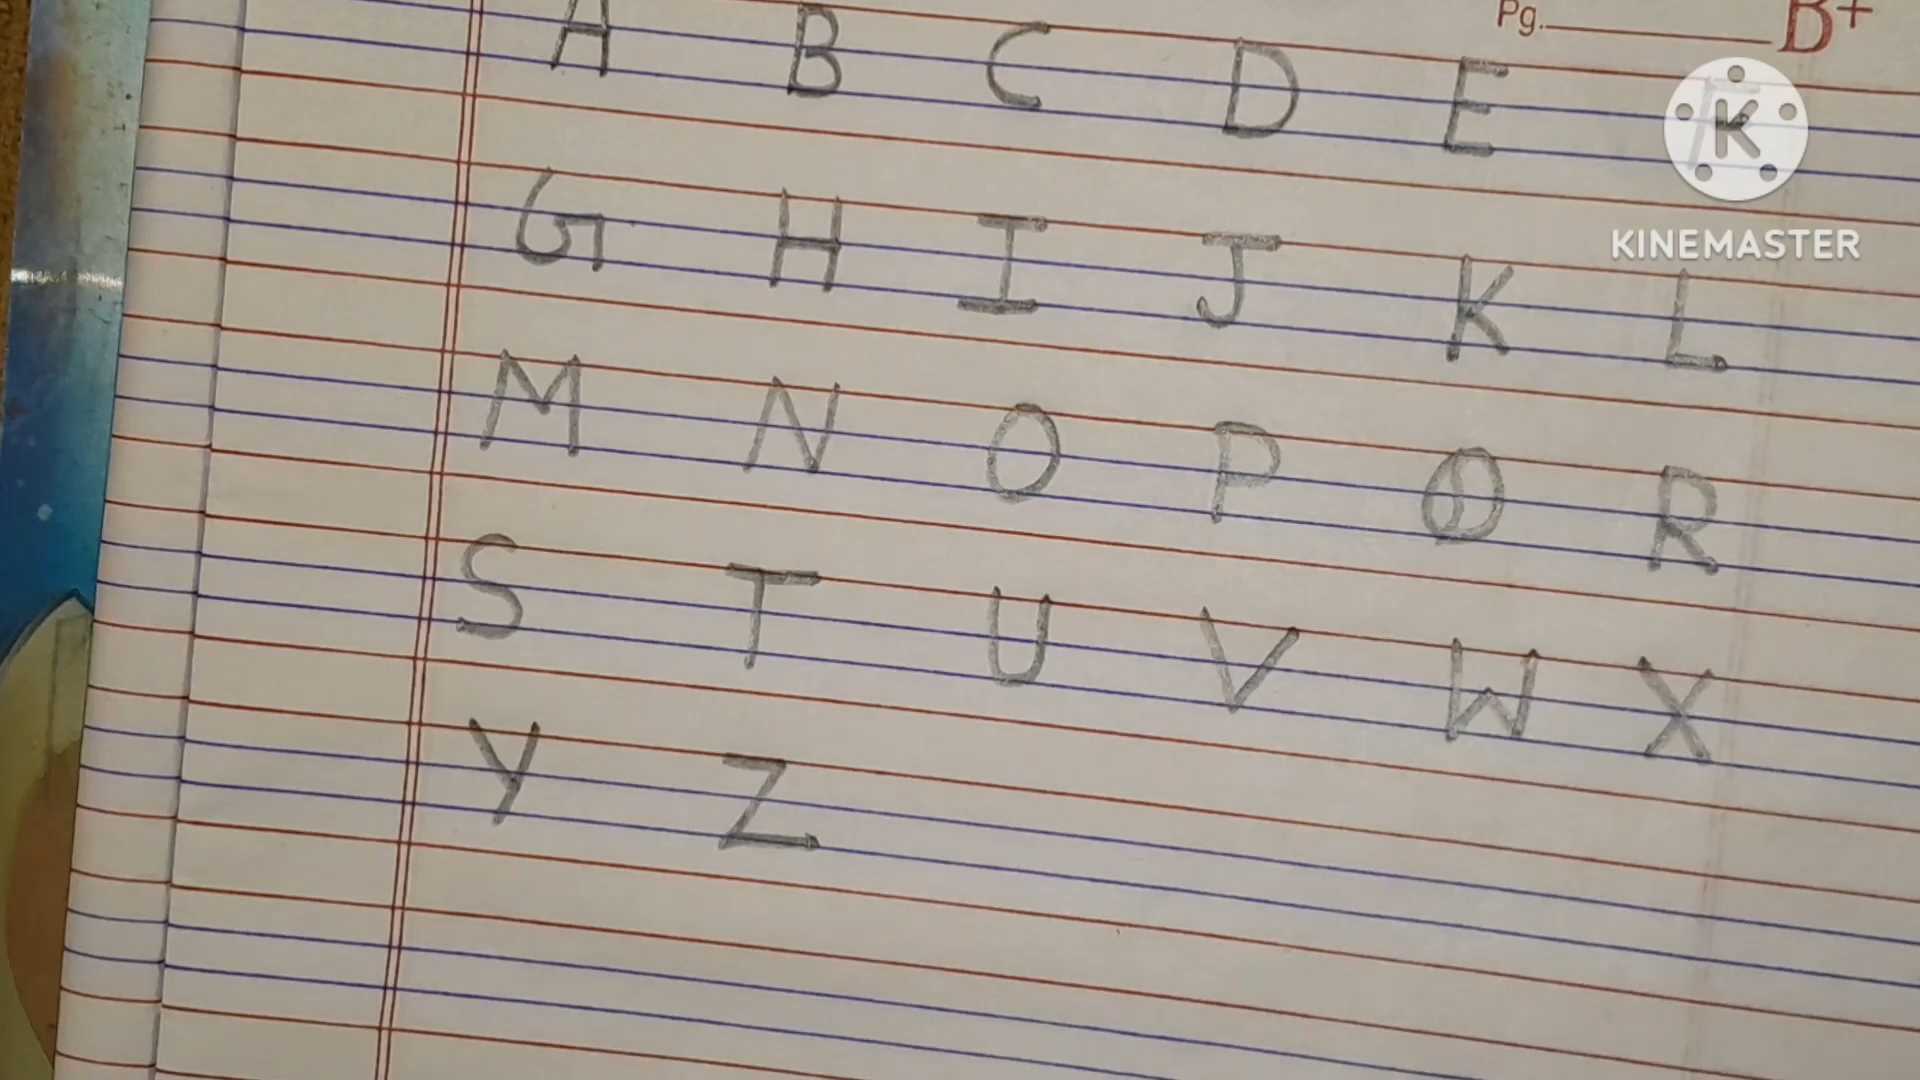 Pg. B+
A B C D E F
KINEMASTER
G H I J K L
M N O P Q R
S T U V W X
Y Z